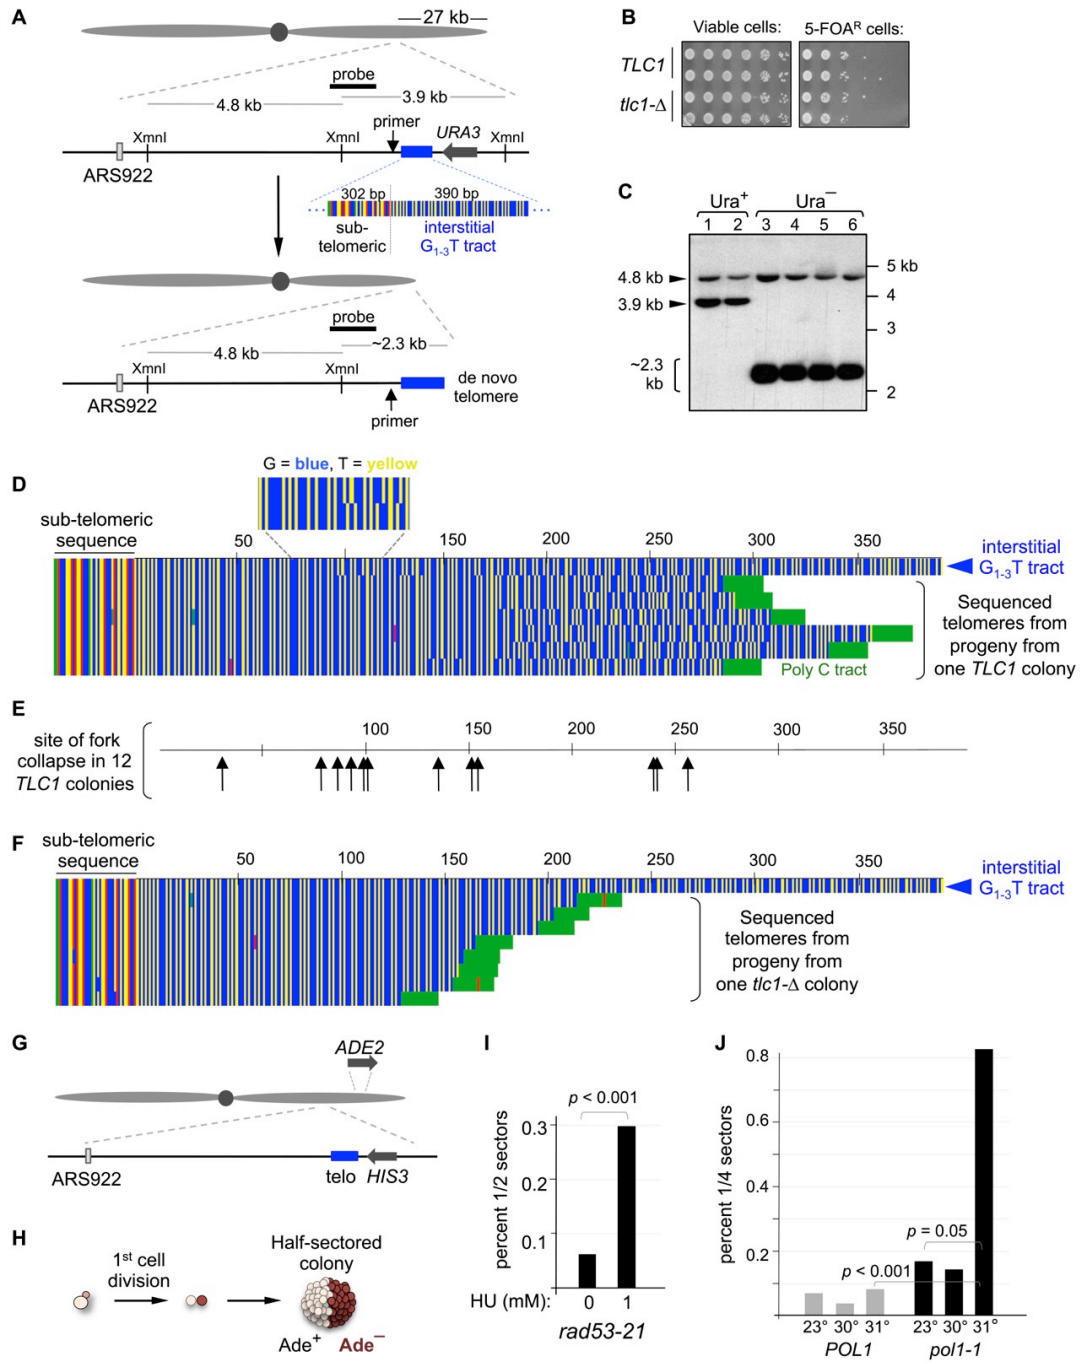 A
27 kb
probe
4.8 kb
3.9 kb
primer
URA3
XmnI
XmnI
XmnI
ARS922
302 bp
390 bp
sub-
telomeric
interstitial
G1-3T tract
probe
4.8 kb
~2.3 kb
XmnI
XmnI
de novo
telomere
ARS922
primer
B
Viable cells:
5-FOAR cells:
TLC1
tlc1-Δ
C
Ura+
Ura−
1 2 3 4 5 6
4.8 kb
3.9 kb
~2.3
kb
5 kb
4
3
2
D
G = blue, T = yellow
sub-telomeric
sequence
50
150
200
250
300
350
interstitial
G1-3T tract
Sequenced
telomeres from
progeny from
one TLC1 colony
Poly C tract
E
site of fork
collapse in 12
TLC1 colonies
100
150
200
250
300
350
F
sub-telomeric
sequence
50
100
150
200
250
300
350
interstitial
G1-3T tract
Sequenced
telomeres from
progeny from
one tlc1-Δ colony
G
ADE2
ARS922
telo
HIS3
H
1st cell
division
Half-sectored
colony
Ade+
Ade−
I
percent 1/2 sectors
p < 0.001
0.3
0.2
0.1
HU (mM):
0
1
rad53-21
J
percent 1/4 sectors
0.8
0.6
0.4
0.2
p = 0.05
p < 0.001
23° 30° 31°
23° 30° 31°
POL1
pol1-1